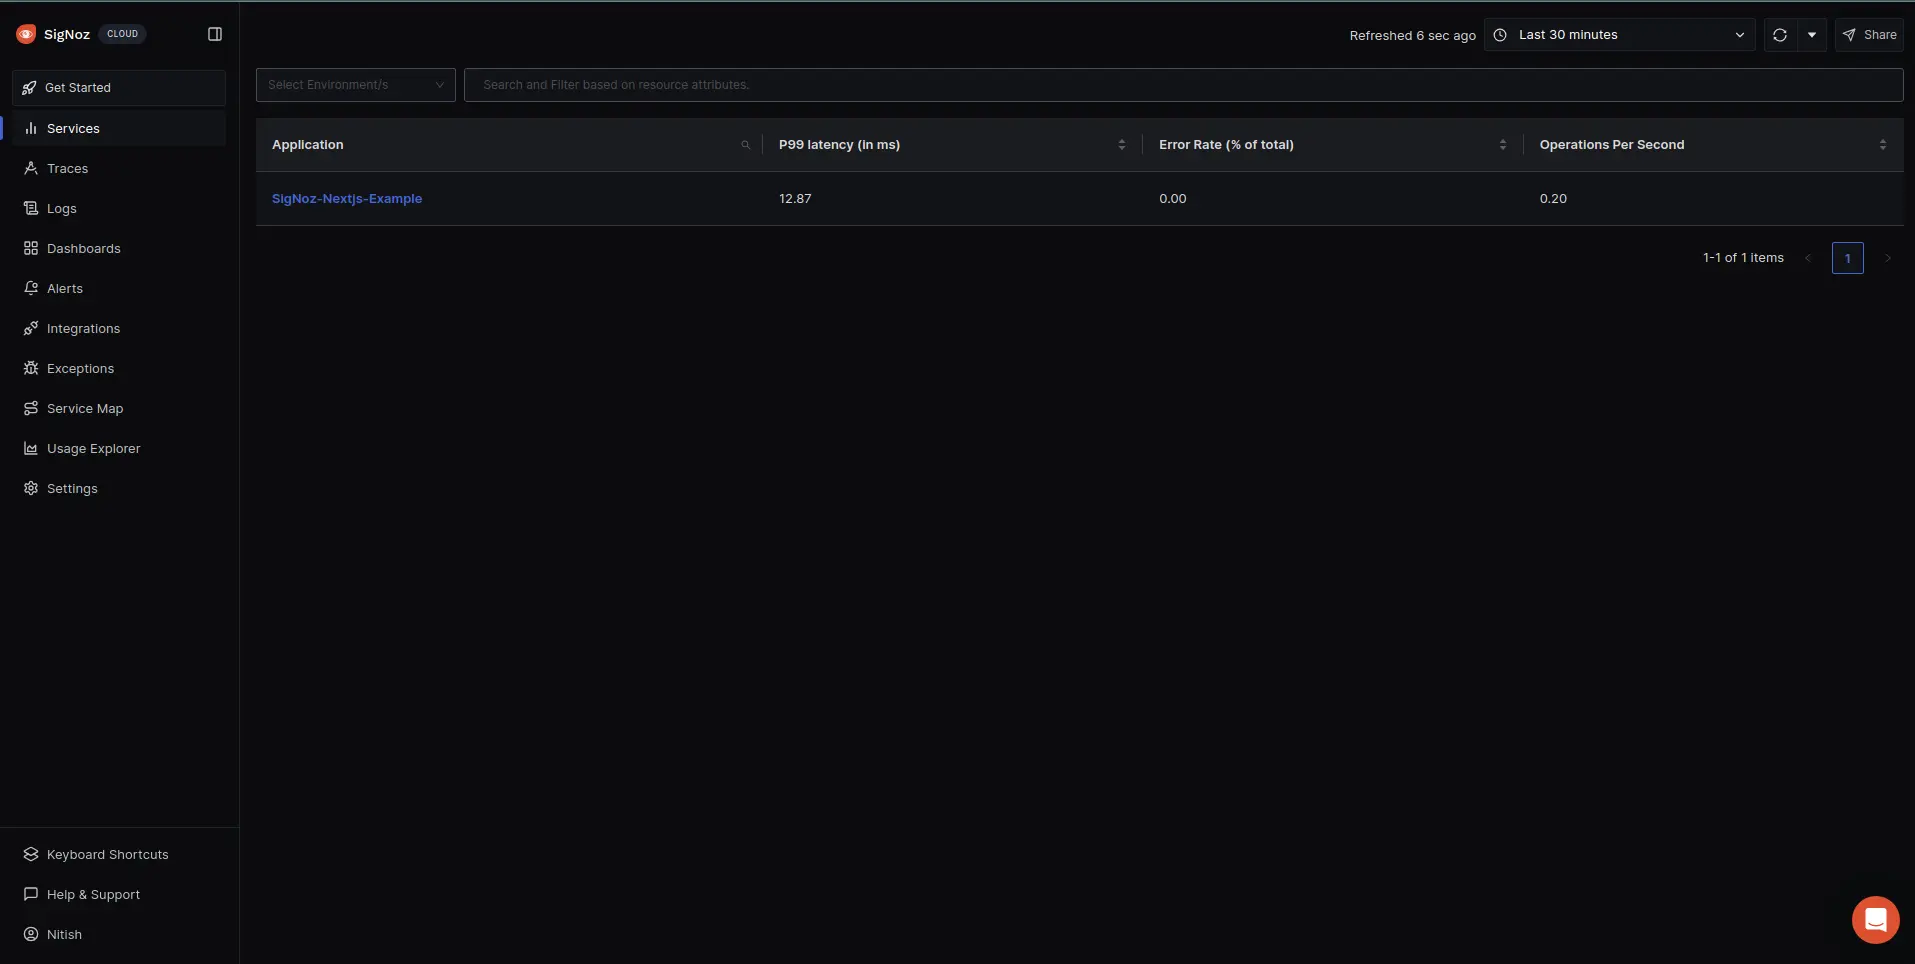 SigNoz CLOUD
Refreshed 6 sec ago
Last 30 minutes
Share
Get Started
Services
Traces
Logs
Dashboards
Alerts
Integrations
Exceptions
Service Map
Usage Explorer
Settings
Keyboard Shortcuts
Help & Support
Nitish
Select Environment/s
Search and Filter based on resource attributes.
Application P99 latency (in ms) Error Rate (% of total) Operations Per Second
SigNoz-Nextjs-Example 12.87 0.00 0.20
1-1 of 1 items < 1 >